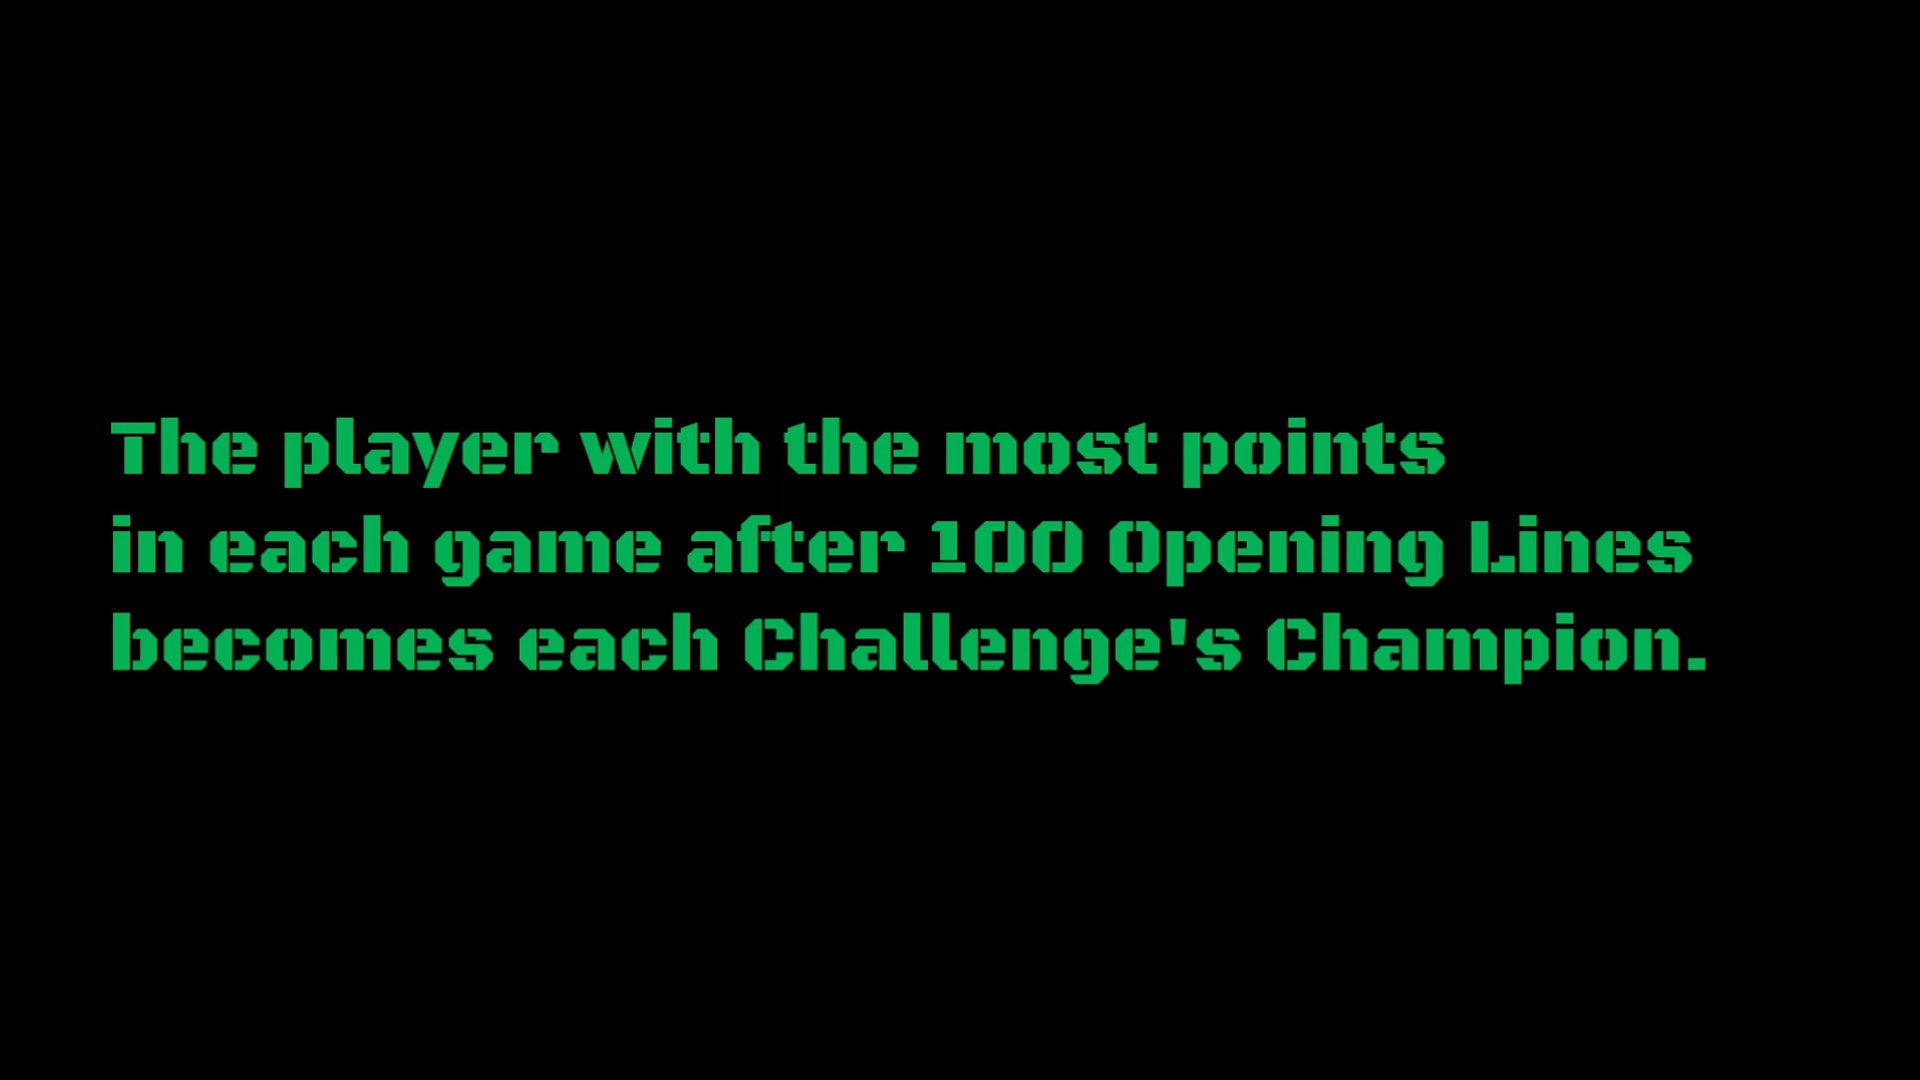 The player with the most points
in each game after 100 Opening Lines
becomes each Challenge's Champion.